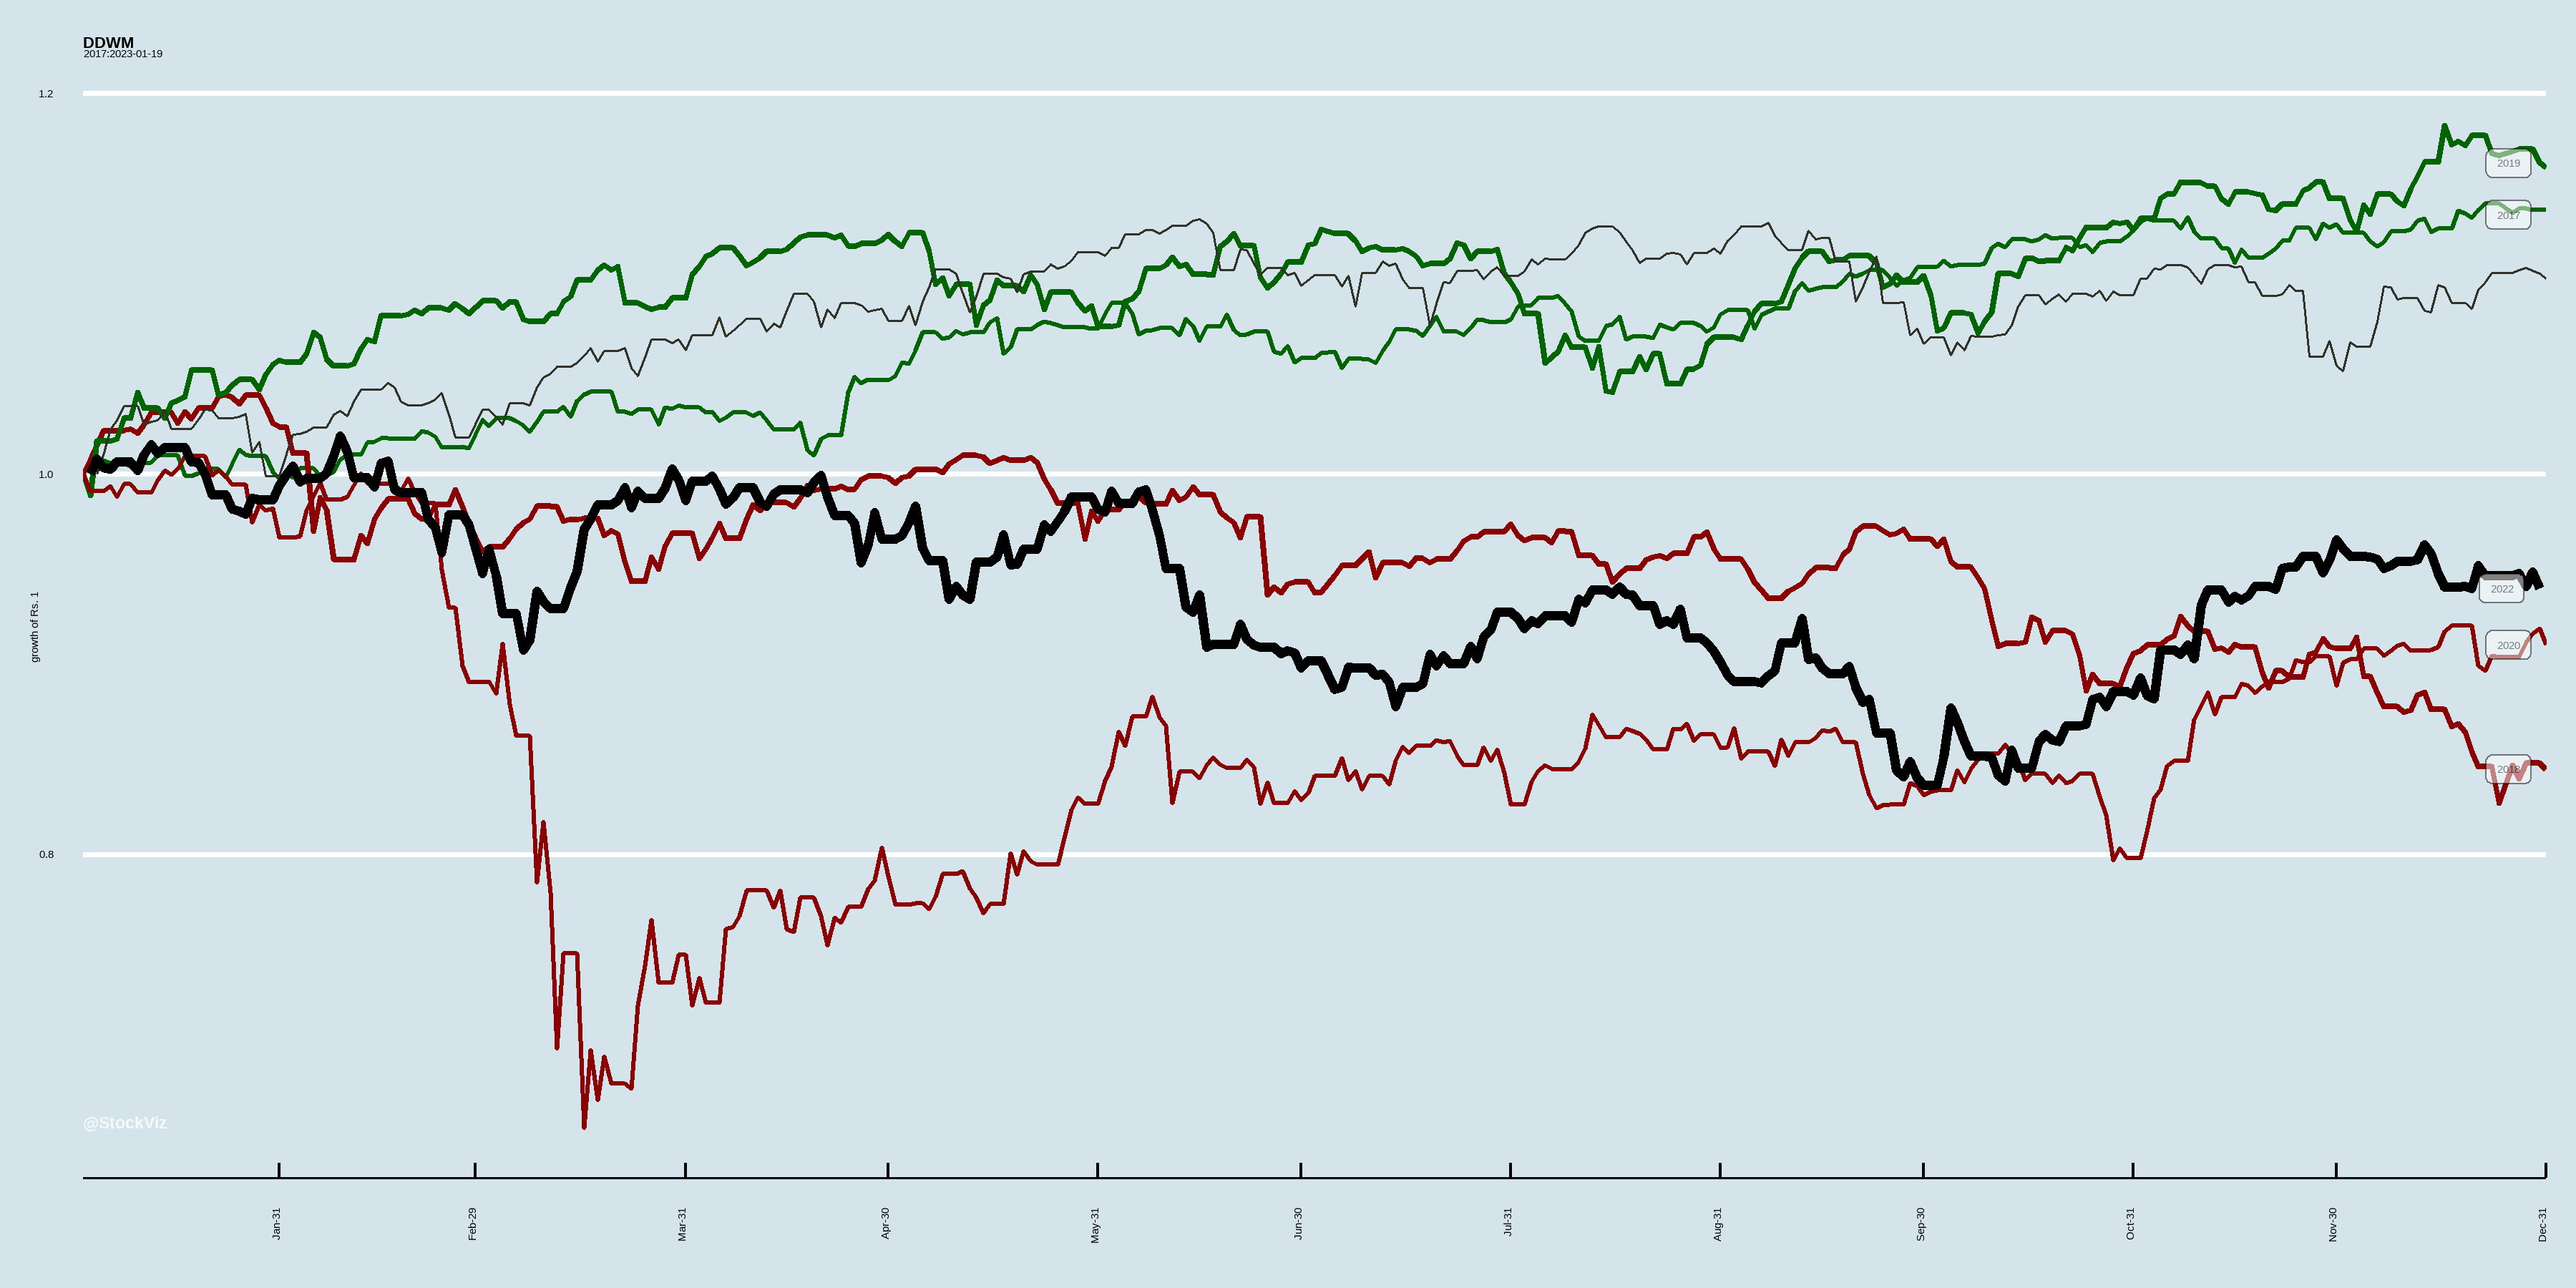 DDWM
2017:2023-01-19
1.2
1.0
0.8
growth of Rs. 1
2019
2017
2022
2020
2018
@StockViz
Jan-31
Feb-29
Mar-31
Apr-30
May-31
Jun-30
Jul-31
Aug-31
Sep-30
Oct-31
Nov-30
Dec-31